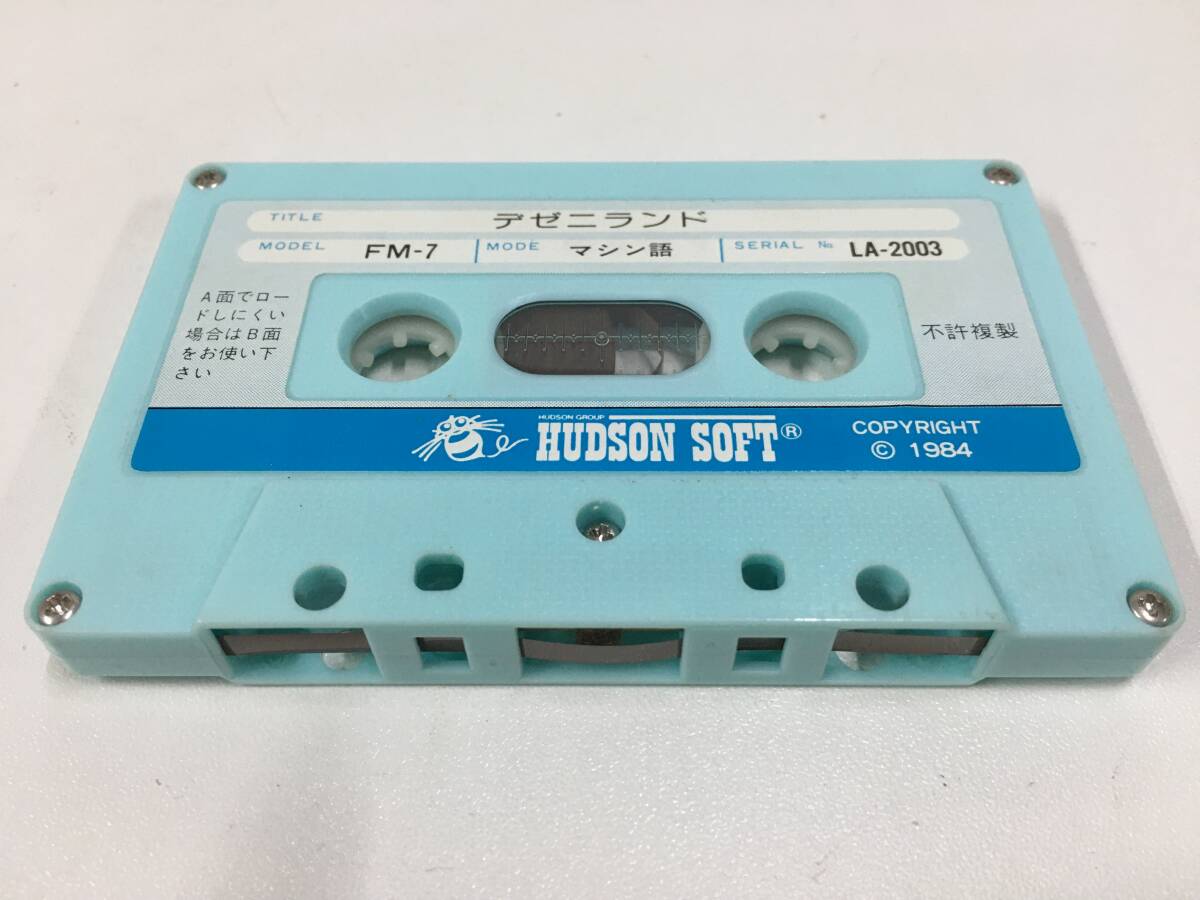 TITLE デゼニランド
MODEL FM-7 MODE マシン語 SERIAL No. LA-2003
A面でロー
ドしにくい
場合はB面
をお使い下
さい
不許複製
HUDSON GROUP
HUDSON SOFT®
COPYRIGHT
© 1984